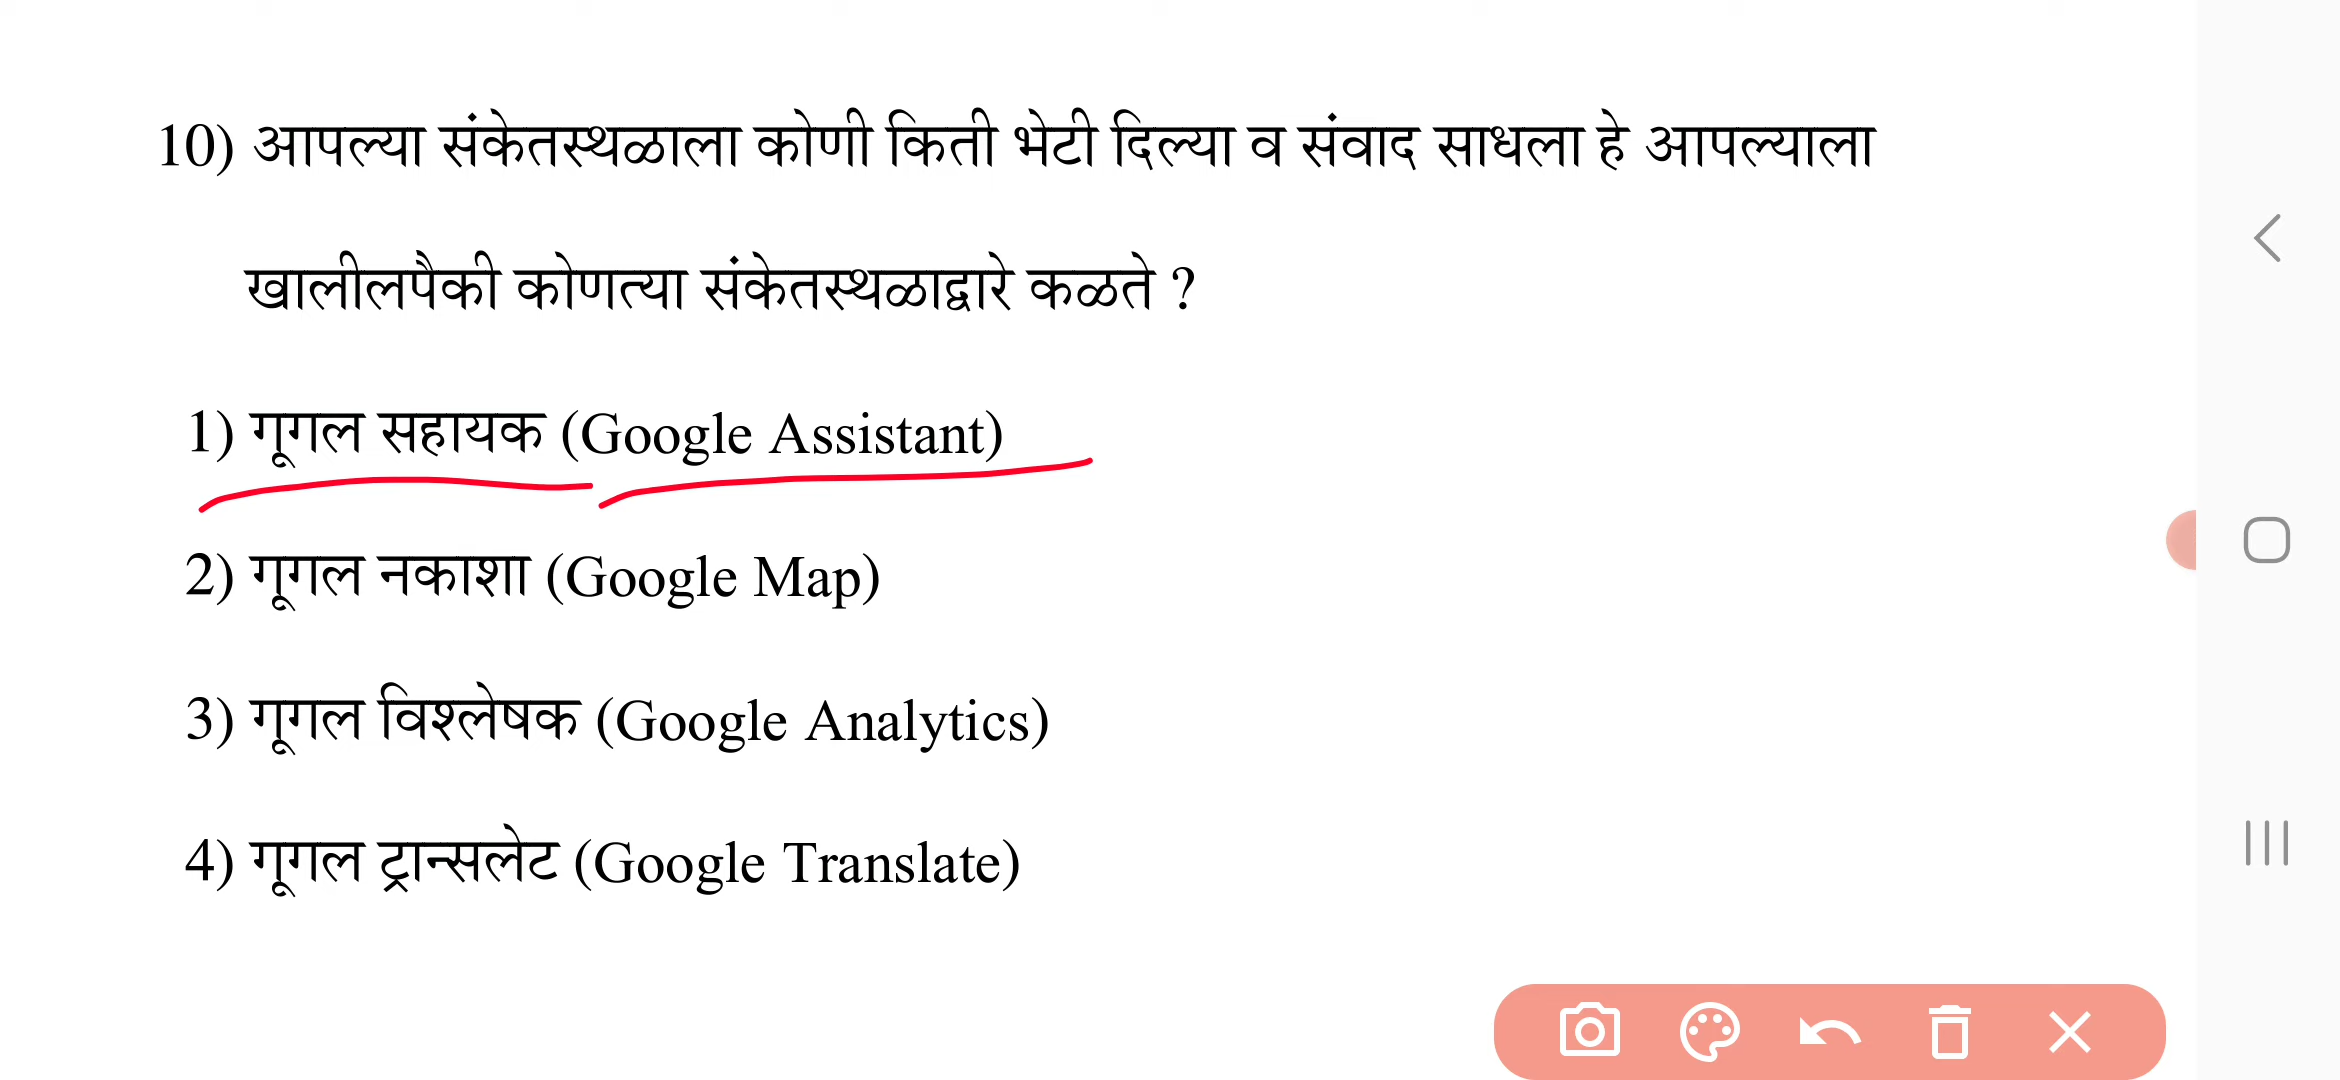 10) आपल्या संकेतस्थळाला कोणी किती भेटी दिल्या व संवाद साधला हे आपल्याला
खालीलपैकी कोणत्या संकेतस्थळाद्वारे कळते ?
1) गूगल सहायक (Google Assistant)
2) गूगल नकाशा (Google Map)
3) गूगल विश्लेषक (Google Analytics)
4) गूगल ट्रान्सलेट (Google Translate)